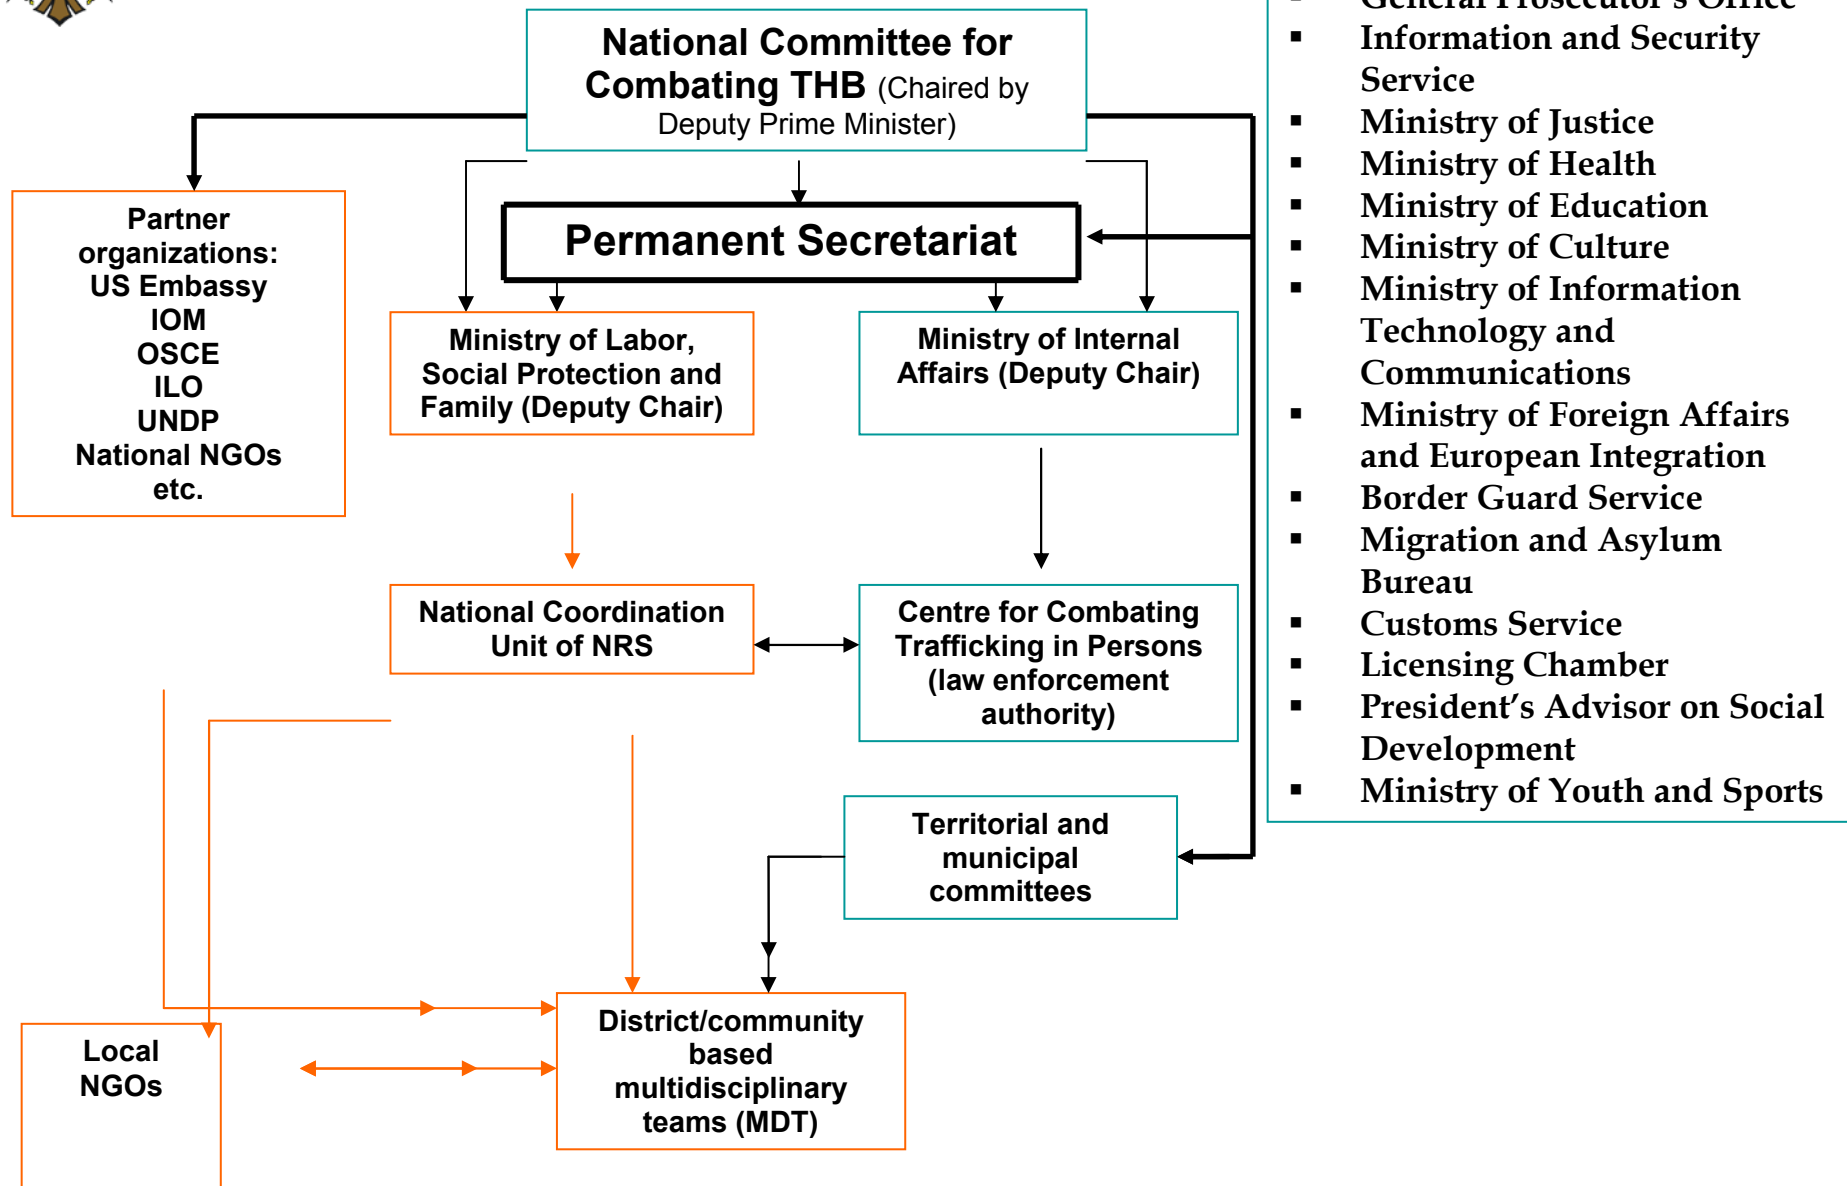 National Committee for
Combating THB (Chaired by
Deputy Prime Minister)
Partner
organizations:
US Embassy
IOM
OSCE
ILO
UNDP
National NGOs
etc.
Permanent Secretariat
Ministry of Labor,
Social Protection and
Family (Deputy Chair)
Ministry of Internal
Affairs (Deputy Chair)
National Coordination
Unit of NRS
Centre for Combating
Trafficking in Persons
(law enforcement
authority)
Territorial and
municipal
committees
Local
NGOs
District/community
based
multidisciplinary
teams (MDT)
▪ General Prosecutor's Office
▪ Information and Security
Service
▪ Ministry of Justice
▪ Ministry of Health
▪ Ministry of Education
▪ Ministry of Culture
▪ Ministry of Information
Technology and
Communications
▪ Ministry of Foreign Affairs
and European Integration
▪ Border Guard Service
▪ Migration and Asylum
Bureau
▪ Customs Service
▪ Licensing Chamber
▪ President’s Advisor on Social
Development
▪ Ministry of Youth and Sports